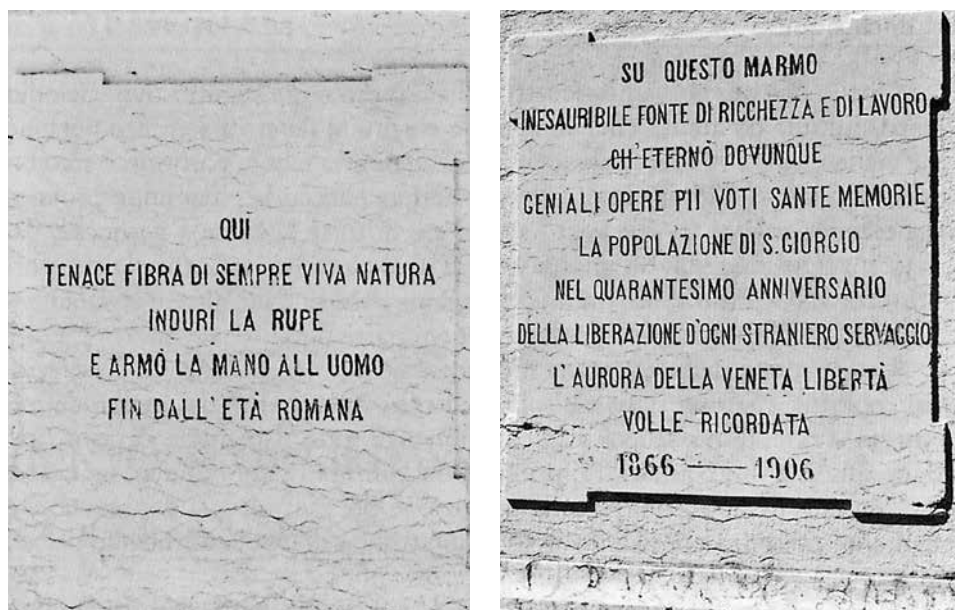 QUI
TENACE FIBRA DI SEMPRE VIVA NATURA
INDURÌ LA RUPE
E ARMÒ LA MANO ALL UOMO
FIN DALL'ETÀ ROMANA
SU QUESTO MARMO
INESAURIBILE FONTE DI RICCHEZZA E DI LAVORO
CH'ETERNÒ DOVUNQUE
GENIALI OPERE PII VOTI SANTE MEMORIE
LA POPOLAZIONE DI S. GIORGIO
NEL QUARANTESIMO ANNIVERSARIO
DELLA LIBERAZIONE D'OGNI STRANIERO SERVAGGIO
L'AURORA DELLA VENETA LIBERTÀ
VOLLE RICORDATA
1866 — 1906